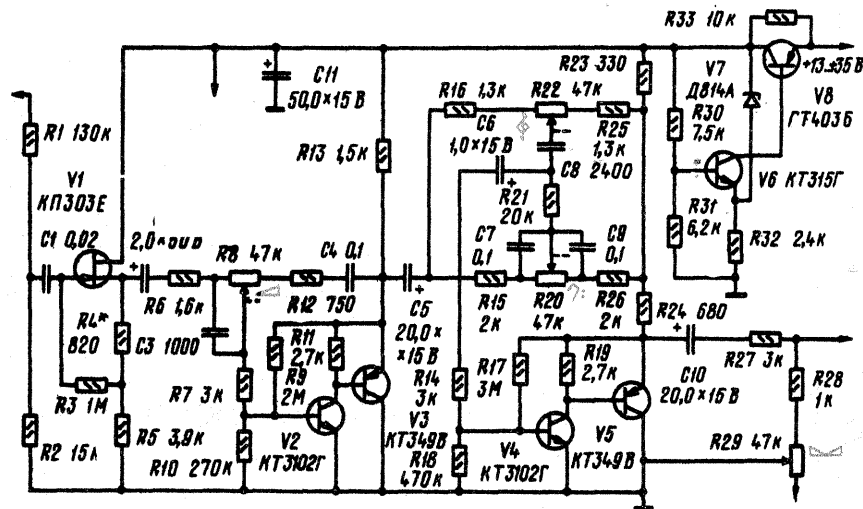 R33 10к
R23 330
V7
Д814А
+13...35 В
V8
ГТ403Б
C11
50,0×15 В
R16 1,3к
R22 47к
R30
7,5к
R1 130к
C6
1,0×15 В
R25
1,3к
R13 1,5к
C8
2400
V6 КТ315Г
V1
КП303Е
R21
20к
R31
6,2к
R32 2,4к
C1 0,02
2,0
R8 47к
C4 0,1
C7
0,1
C9
0,1
R6 1,6к
R12 750
C5
20,0×
×15 В
R15
2к
R20
47к
R26
2к
R24 680
R4*
820
C3 1000
R11
2,7к
R27 3к
R3 1М
R7 3к
R9
2М
R14
3к
R17
3М
R19
2,7к
C10
20,0×15 В
R28
1к
R2 15к
R5 3,9к
R10 270к
V2
КТ3102Г
V3
КТ349В
R18
470к
V4
КТ3102Г
V5
КТ349В
R29 47к